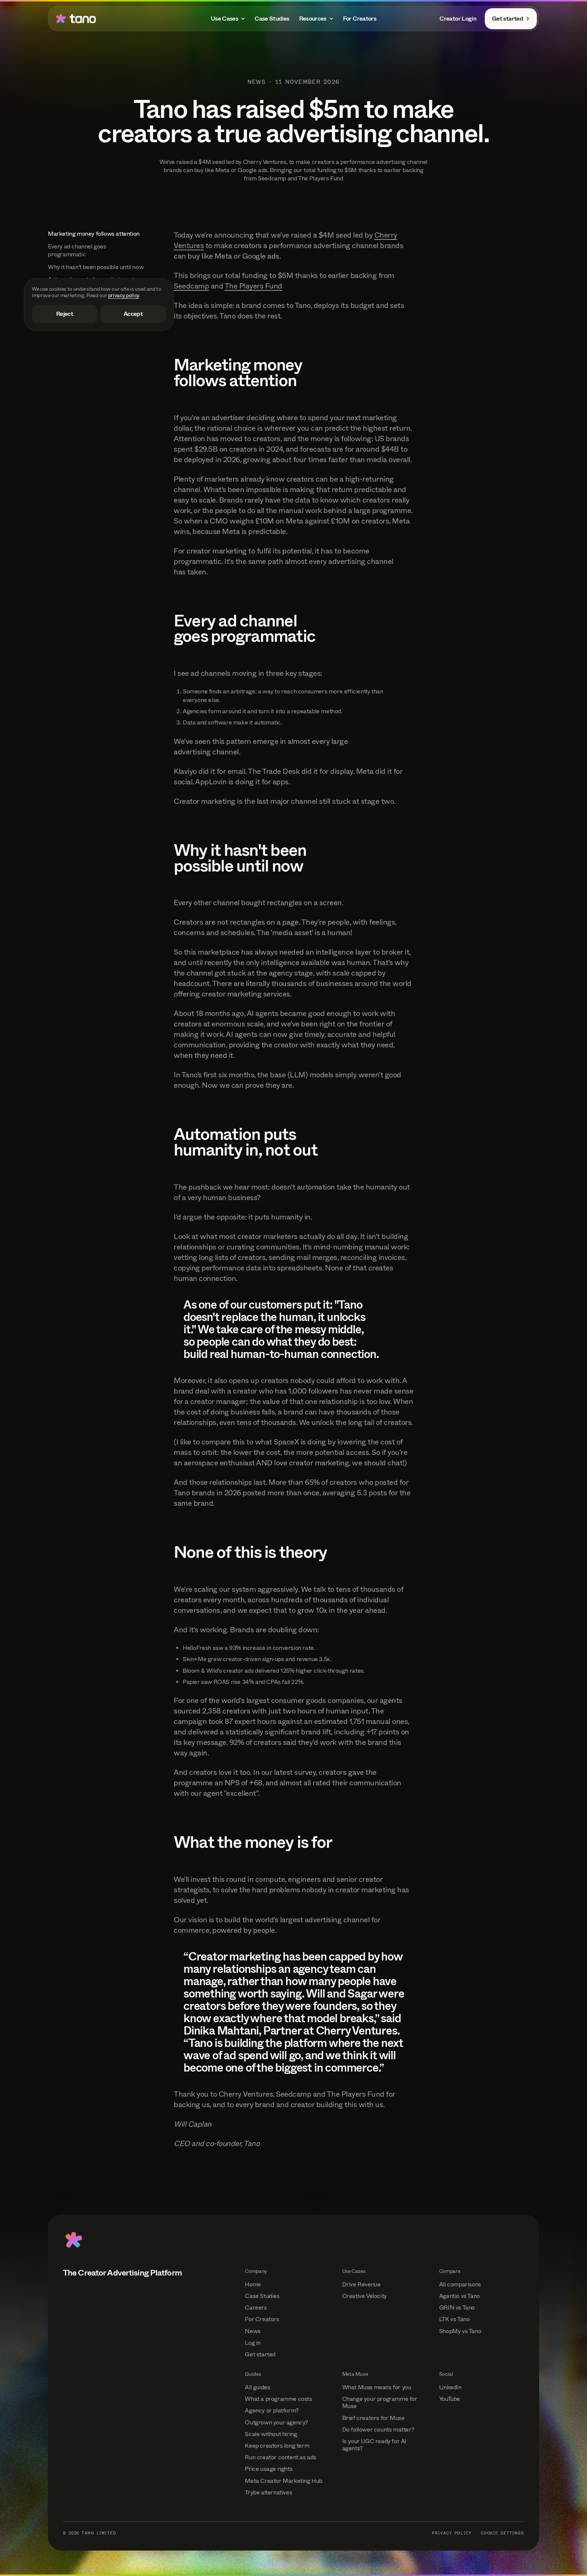 tano
Use Cases
Case Studies
Resources
For Creators
Creator Login
Get started
NEWS · 11 NOVEMBER 2026
Tano has raised $5m to make
creators a true advertising channel.
We've raised a $4M seed led by Cherry Ventures, to make creators a performance advertising channel
brands can buy like Meta or Google ads. Bringing our total funding to $5M thanks to earlier backing
from Seedcamp and The Players Fund
Marketing money follows attention
Every ad channel goes
programmatic
Why it hasn't been possible until now
We use cookies to understand how our site is used and to
improve our marketing. Read our privacy policy.
Reject
Accept
Today we're announcing that we've raised a $4M seed led by Cherry
Ventures to make creators a performance advertising channel brands
can buy like Meta or Google ads.
This brings our total funding to $5M thanks to earlier backing from
Seedcamp and The Players Fund
The idea is simple: a brand comes to Tano, deploys its budget and sets
its objectives. Tano does the rest.
Marketing money
follows attention
If you're an advertiser deciding where to spend your next marketing
dollar, the rational choice is wherever you can predict the highest return.
Attention has moved to creators, and the money is following; US brands
spent $29.5B on creators in 2024, and forecasts are for around $44B to
be deployed in 2026, growing about four times faster than media overall.
Plenty of marketers already know creators can be a high-returning
channel. What's been impossible is making that return predictable and
easy to scale. Brands rarely have the data to know which creators really
work, or the people to do all the manual work behind a large programme.
So when a CMO weighs £10M on Meta against £10M on creators, Meta
wins, because Meta is predictable.
For creator marketing to fulfil its potential, it has to become
programmatic. It's the same path almost every advertising channel
has taken.
Every ad channel
goes programmatic
I see ad channels moving in three key stages:
1. Someone finds an arbitrage: a way to reach consumers more efficiently than
everyone else.
2. Agencies form around it and turn it into a repeatable method.
3. Data and software make it automatic.
We've seen this pattern emerge in almost every large
advertising channel.
Klaviyo did it for email. The Trade Desk did it for display. Meta did it for
social. AppLovin is doing it for apps.
Creator marketing is the last major channel still stuck at stage two.
Why it hasn't been
possible until now
Every other channel bought rectangles on a screen.
Creators are not rectangles on a page. They're people, with feelings,
concerns and schedules. The 'media asset' is a human!
So this marketplace has always needed an intelligence layer to broker it,
and until recently the only intelligence available was human. That's why
the channel got stuck at the agency stage, with scale capped by
headcount. There are literally thousands of businesses around the world
offering creator marketing services.
About 18 months ago, AI agents became good enough to work with
creators at enormous scale, and we've been right on the frontier of
making it work. AI agents can now give timely, accurate and helpful
communication, providing the creator with exactly what they need,
when they need it.
In Tano's first six months, the base (LLM) models simply weren't good
enough. Now we can prove they are.
Automation puts
humanity in, not out
The pushback we hear most: doesn't automation take the humanity out
of a very human business?
I'd argue the opposite: it puts humanity in.
Look at what most creator marketers actually do all day. It isn't building
relationships or curating communities. It's mind-numbing manual work:
vetting long lists of creators, sending mail merges, reconciling invoices,
copying performance data into spreadsheets. None of that creates
human connection.
As one of our customers put it: "Tano
doesn't replace the human, it unlocks
it." We take care of the messy middle,
so people can do what they do best:
build real human-to-human connection.
Moreover, it also opens up creators nobody could afford to work with. A
brand deal with a creator who has 1,000 followers has never made sense
for a creator manager; the value of that one relationship is too low. When
the cost of doing business falls, a brand can have thousands of those
relationships, even tens of thousands. We unlock the long tail of creators.
(I like to compare this to what SpaceX is doing by lowering the cost of
mass to orbit: the lower the cost, the more potential access. So if you're
an aerospace enthusiast AND love creator marketing, we should chat!)
And those relationships last. More than 65% of creators who posted for
Tano brands in 2026 posted more than once, averaging 5.3 posts for the
same brand.
None of this is theory
We're scaling our system aggressively. We talk to tens of thousands of
creators every month, across hundreds of thousands of individual
conversations, and we expect that to grow 10x in the year ahead.
And it's working. Brands are doubling down:
• HelloFresh saw a 93% increase in conversion rate.
• Skin+Me grew creator-driven sign-ups and revenue 3.5x.
• Bloom & Wild's creator ads delivered 125% higher click-through rates.
• Papier saw ROAS rise 34% and CPAs fall 22%.
For one of the world's largest consumer goods companies, our agents
sourced 2,358 creators with just two hours of human input. The
campaign took 87 expert hours against an estimated 1,751 manual ones,
and delivered a statistically significant brand lift, including +17 points on
its key message. 92% of creators said they'd work with the brand this
way again.
And creators love it too. In our latest survey, creators gave the
programme an NPS of +68, and almost all rated their communication
with our agent "excellent".
What the money is for
We'll invest this round in compute, engineers and senior creator
strategists, to solve the hard problems nobody in creator marketing has
solved yet.
Our vision is to build the world's largest advertising channel for
commerce, powered by people.
“Creator marketing has been capped by how
many relationships an agency team can
manage, rather than how many people have
something worth saying. Will and Sagar were
creators before they were founders, so they
know exactly where that model breaks,” said
Dinika Mahtani, Partner at Cherry Ventures.
“Tano is building the platform where the next
wave of ad spend will go, and we think it will
become one of the biggest in commerce.”
Thank you to Cherry Ventures, Seedcamp and The Players Fund for
backing us, and to every brand and creator building this with us.
Will Caplan
CEO and co-founder, Tano
The Creator Advertising Platform
Company
Home
Case Studies
Careers
For Creators
News
Log in
Get started
Use Cases
Drive Revenue
Creative Velocity
Compare
All comparisons
Agentio vs Tano
GRIN vs Tano
LTK vs Tano
ShopMy vs Tano
Guides
All guides
What a programme costs
Agency or platform?
Outgrown your agency?
Scale without hiring
Keep creators long term
Run creator content as ads
Price usage rights
Meta Creator Marketing Hub
Trybe alternatives
Meta Muse
What Muse means for you
Change your programme for
Muse
Brief creators for Muse
Do follower counts matter?
Is your UGC ready for AI
agents?
Social
LinkedIn
YouTube
© 2026 TANO LIMITED
PRIVACY POLICY
COOKIE SETTINGS